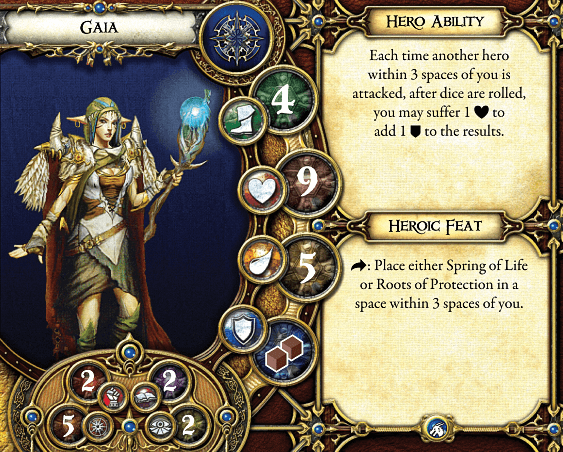 Gaia
4
9
5
2
2
5
2
Hero Ability
Each time another hero
within 3 spaces of you is
attacked, after dice are rolled,
you may suffer 1 ♥ to
add 1 to the results.
Heroic Feat
: Place either Spring of Life
or Roots of Protection in a
space within 3 spaces of you.